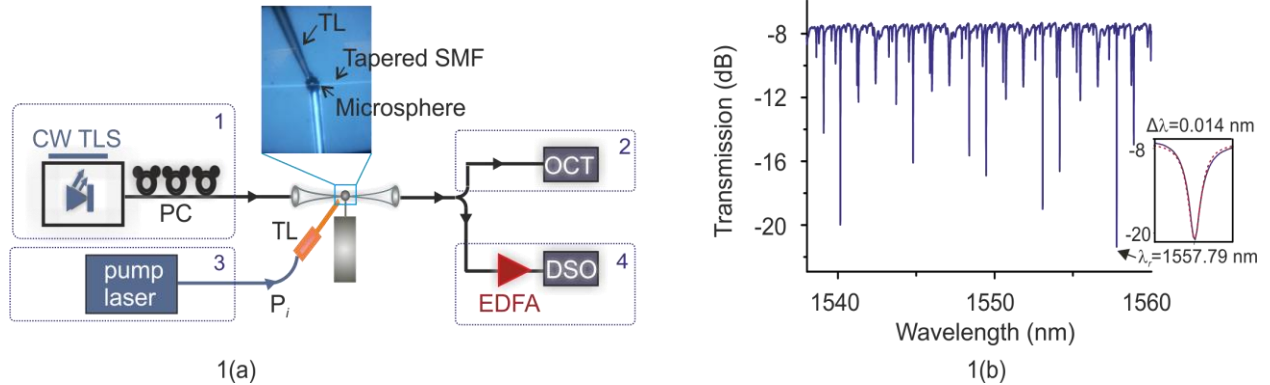 TL
Tapered SMF
Microsphere
1
CW TLS
PC
2
OCT
TL
3
pump
laser
P_i
4
EDFA
DSO
1(a)
Transmission (dB)
-8
-12
-16
-20
1540
1550
1560
Wavelength (nm)
Δλ=0.014 nm
-8
-20
λ_r=1557.79 nm
1(b)